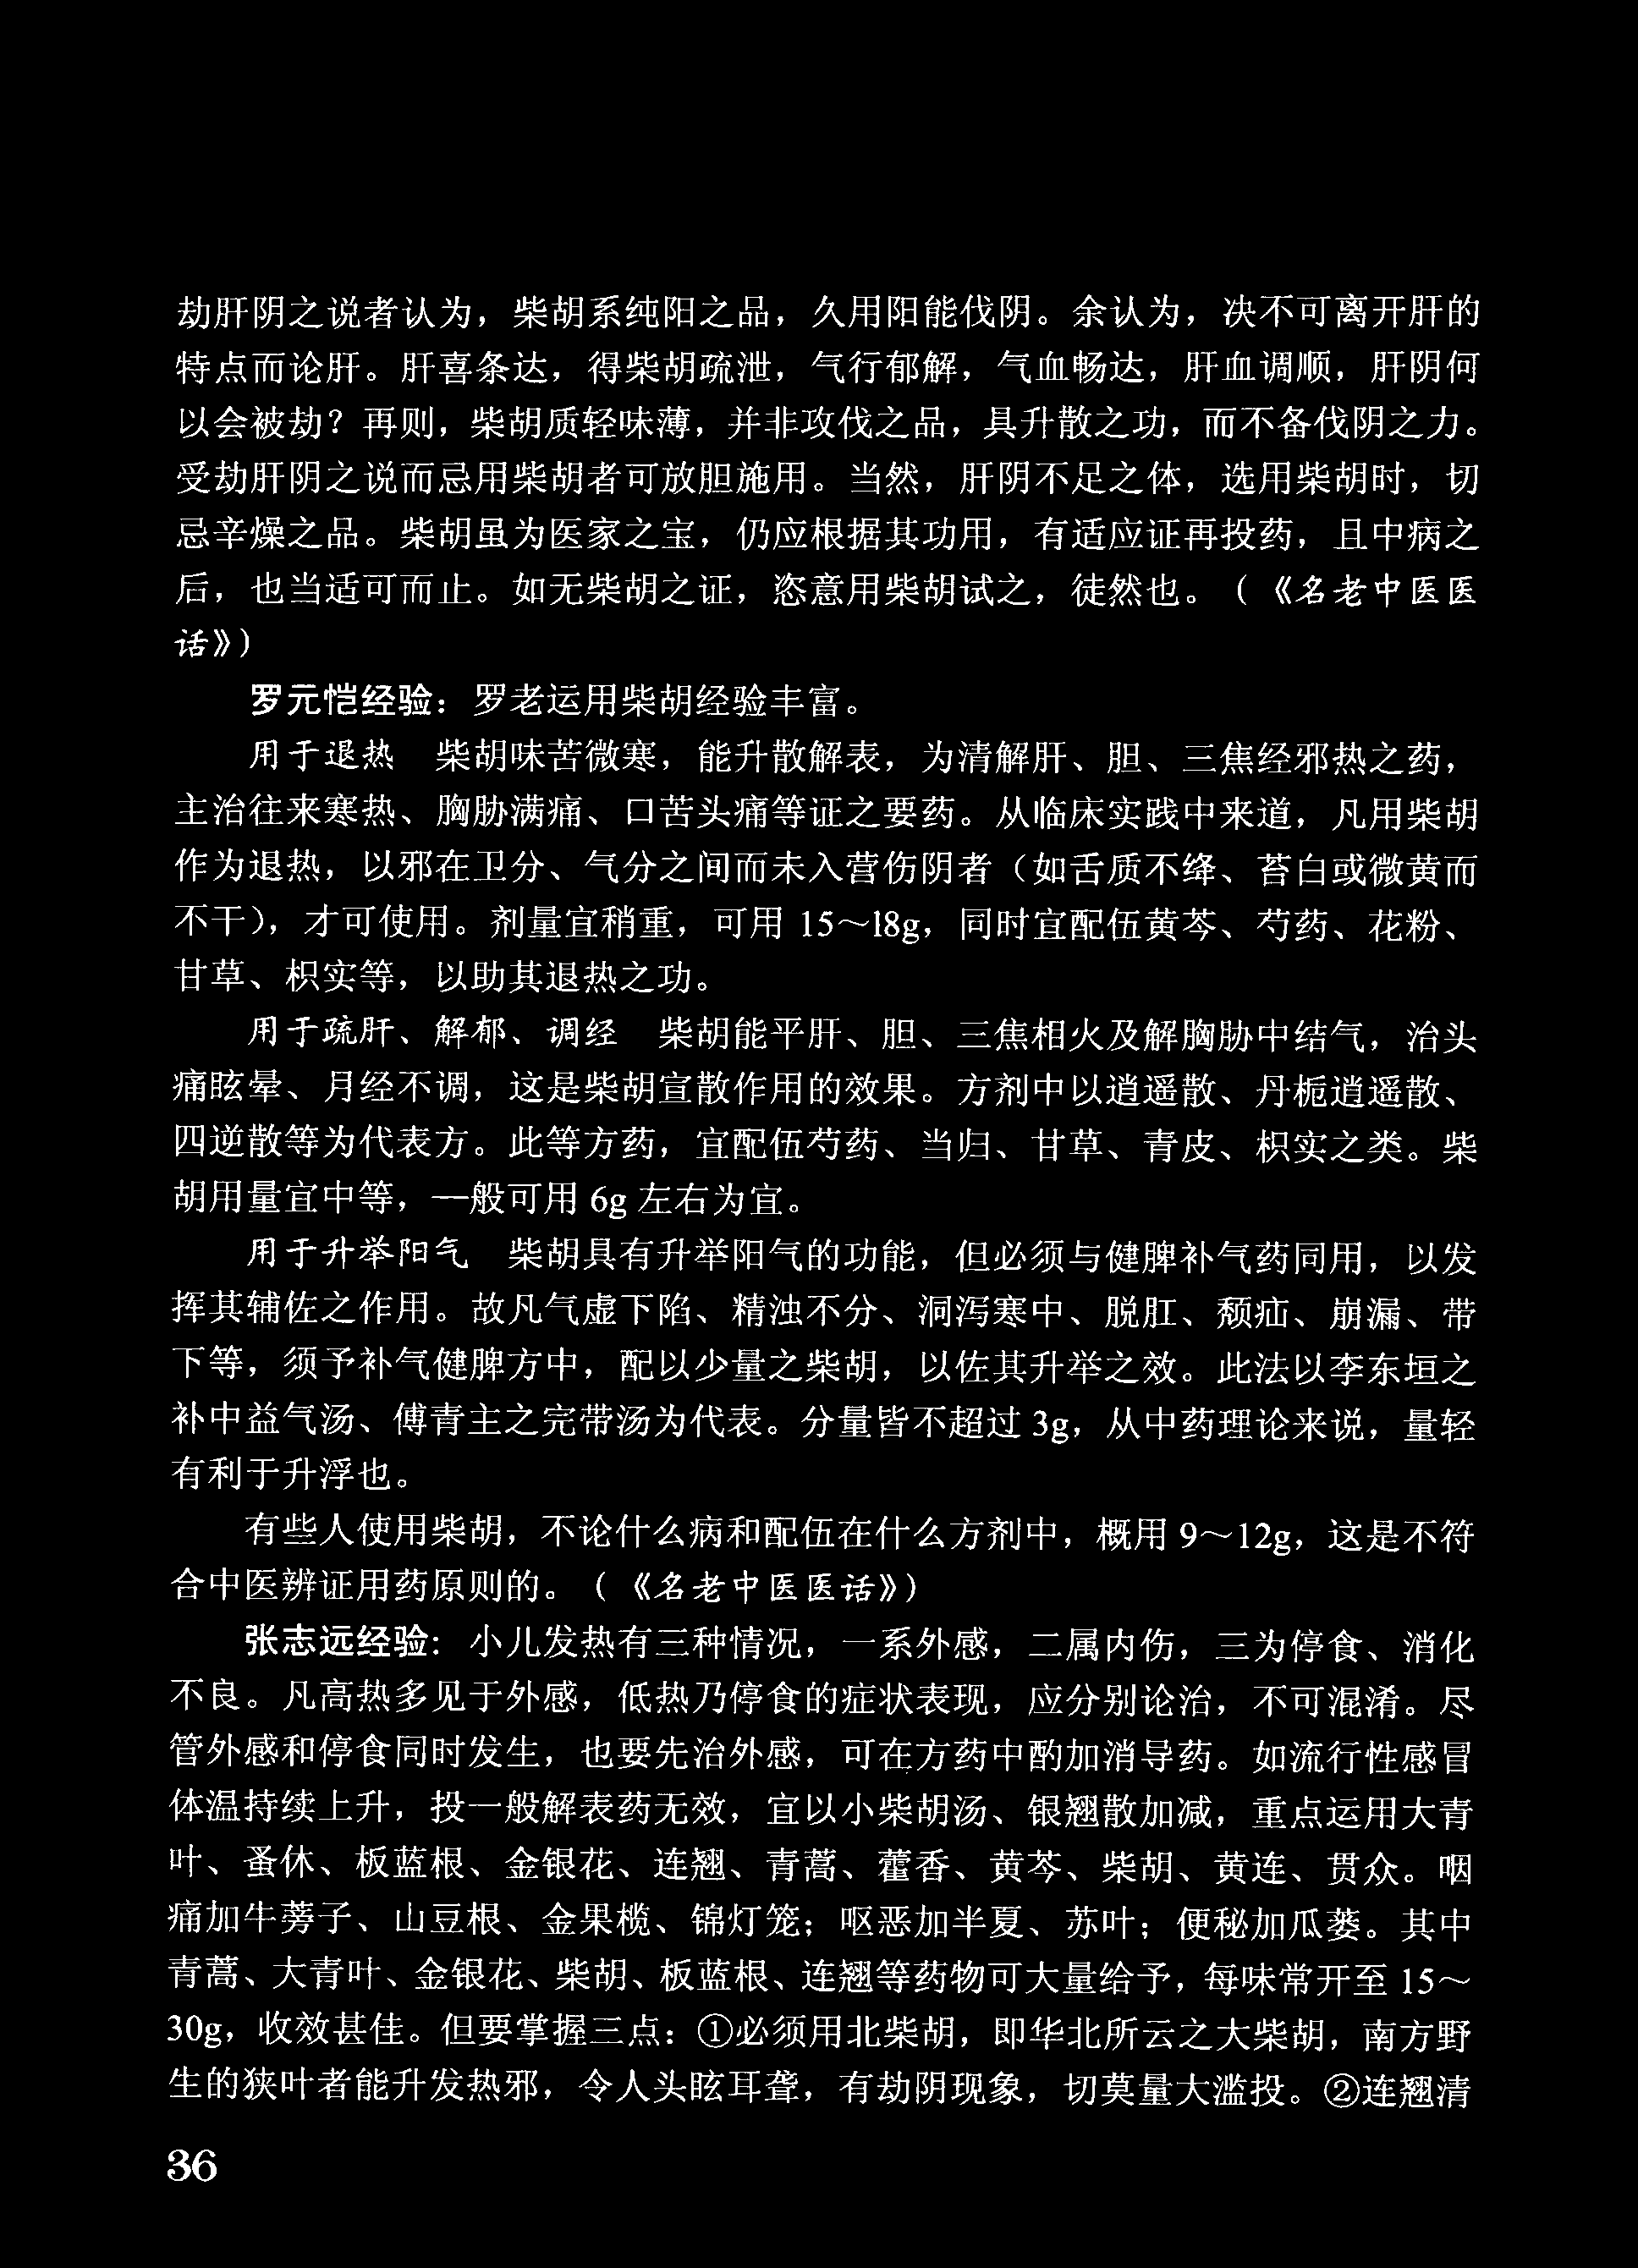 劫肝阴之说者认为，柴胡系纯阳之品，久用阳能伐阴。余认为，决不可离开肝的
特点而论肝。肝喜条达，得柴胡疏泄，气行郁解，气血畅达，肝血调顺，肝阴何
以会被劫？再则，柴胡质轻味薄，并非攻伐之品，具升散之功，而不备伐阴之力。
受劫肝阴之说而忌用柴胡者可放胆施用。当然，肝阴不足之体，选用柴胡时，切
忌辛燥之品。柴胡虽为医家之宝，仍应根据其功用，有适应证再投药，且中病之
后，也当适可而止。如无柴胡之证，恣意用柴胡试之，徒然也。（《名老中医医
话》）
罗元恺经验：罗老运用柴胡经验丰富。
用于退热　柴胡味苦微寒，能升散解表，为清解肝、胆、三焦经邪热之药，
主治往来寒热、胸胁满痛、口苦头痛等证之要药。从临床实践中来道，凡用柴胡
作为退热，以邪在卫分、气分之间而未入营伤阴者（如舌质不绛、苔白或微黄而
不干），才可使用。剂量宜稍重，可用 15～18g，同时宜配伍黄芩、芍药、花粉、
甘草、枳实等，以助其退热之功。
用于疏肝、解郁、调经　柴胡能平肝、胆、三焦相火及解胸胁中结气，治头
痛眩晕、月经不调，这是柴胡宣散作用的效果。方剂中以逍遥散、丹栀逍遥散、
四逆散等为代表方。此等方药，宜配伍芍药、当归、甘草、青皮、枳实之类。柴
胡用量宜中等，一般可用 6g 左右为宜。
用于升举阳气　柴胡具有升举阳气的功能，但必须与健脾补气药同用，以发
挥其辅佐之作用。故凡气虚下陷、精浊不分、洞泻寒中、脱肛、颓疝、崩漏、带
下等，须予补气健脾方中，配以少量之柴胡，以佐其升举之效。此法以李东垣之
补中益气汤、傅青主之完带汤为代表。分量皆不超过 3g，从中药理论来说，量轻
有利于升浮也。
有些人使用柴胡，不论什么病和配伍在什么方剂中，概用 9～12g，这是不符
合中医辨证用药原则的。（《名老中医医话》）
张志远经验：小儿发热有三种情况，一系外感，二属内伤，三为停食、消化
不良。凡高热多见于外感，低热乃停食的症状表现，应分别论治，不可混淆。尽
管外感和停食同时发生，也要先治外感，可在方药中酌加消导药。如流行性感冒
体温持续上升，投一般解表药无效，宜以小柴胡汤、银翘散加减，重点运用大青
叶、蚤休、板蓝根、金银花、连翘、青蒿、藿香、黄芩、柴胡、黄连、贯众。咽
痛加牛蒡子、山豆根、金果榄、锦灯笼；呕恶加半夏、苏叶；便秘加瓜蒌。其中
青蒿、大青叶、金银花、柴胡、板蓝根、连翘等药物可大量给予，每味常开至 15～
30g，收效甚佳。但要掌握三点：①必须用北柴胡，即华北所云之大柴胡，南方野
生的狭叶者能升发热邪，令人头眩耳聋，有劫阴现象，切莫量大滥投。②连翘清
36